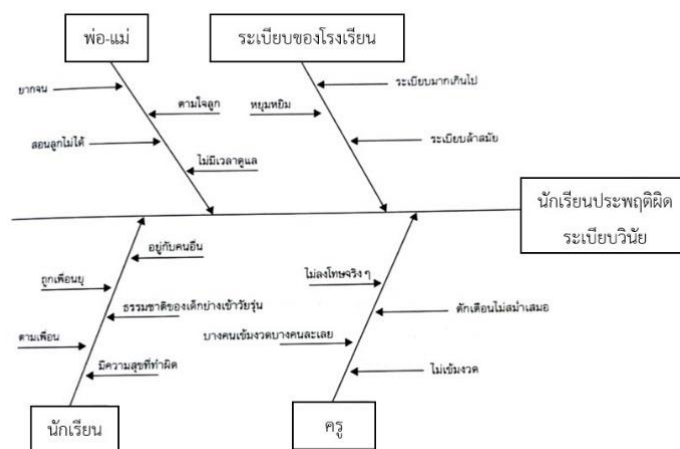 พ่อ-แม่
ระเบียบของโรงเรียน
ยากจน
ตามใจลูก
สอนลูกไม่ได้
ไม่มีเวลาดูแล
ระเบียบมากเกินไป
หยุมหยิม
ระเบียบล้าสมัย
นักเรียนประพฤติผิด
ระเบียบวินัย
อยู่กับคนอื่น
ถูกเพื่อนยุ
ธรรมชาติของเด็กย่างเข้าวัยรุ่น
ตามเพื่อน
มีความสุขที่ทำผิด
ไม่ลงโทษจริง ๆ
ตักเตือนไม่สม่ำเสมอ
บางคนเข้มงวดบางคนละเลย
ไม่เข้มงวด
นักเรียน
ครู